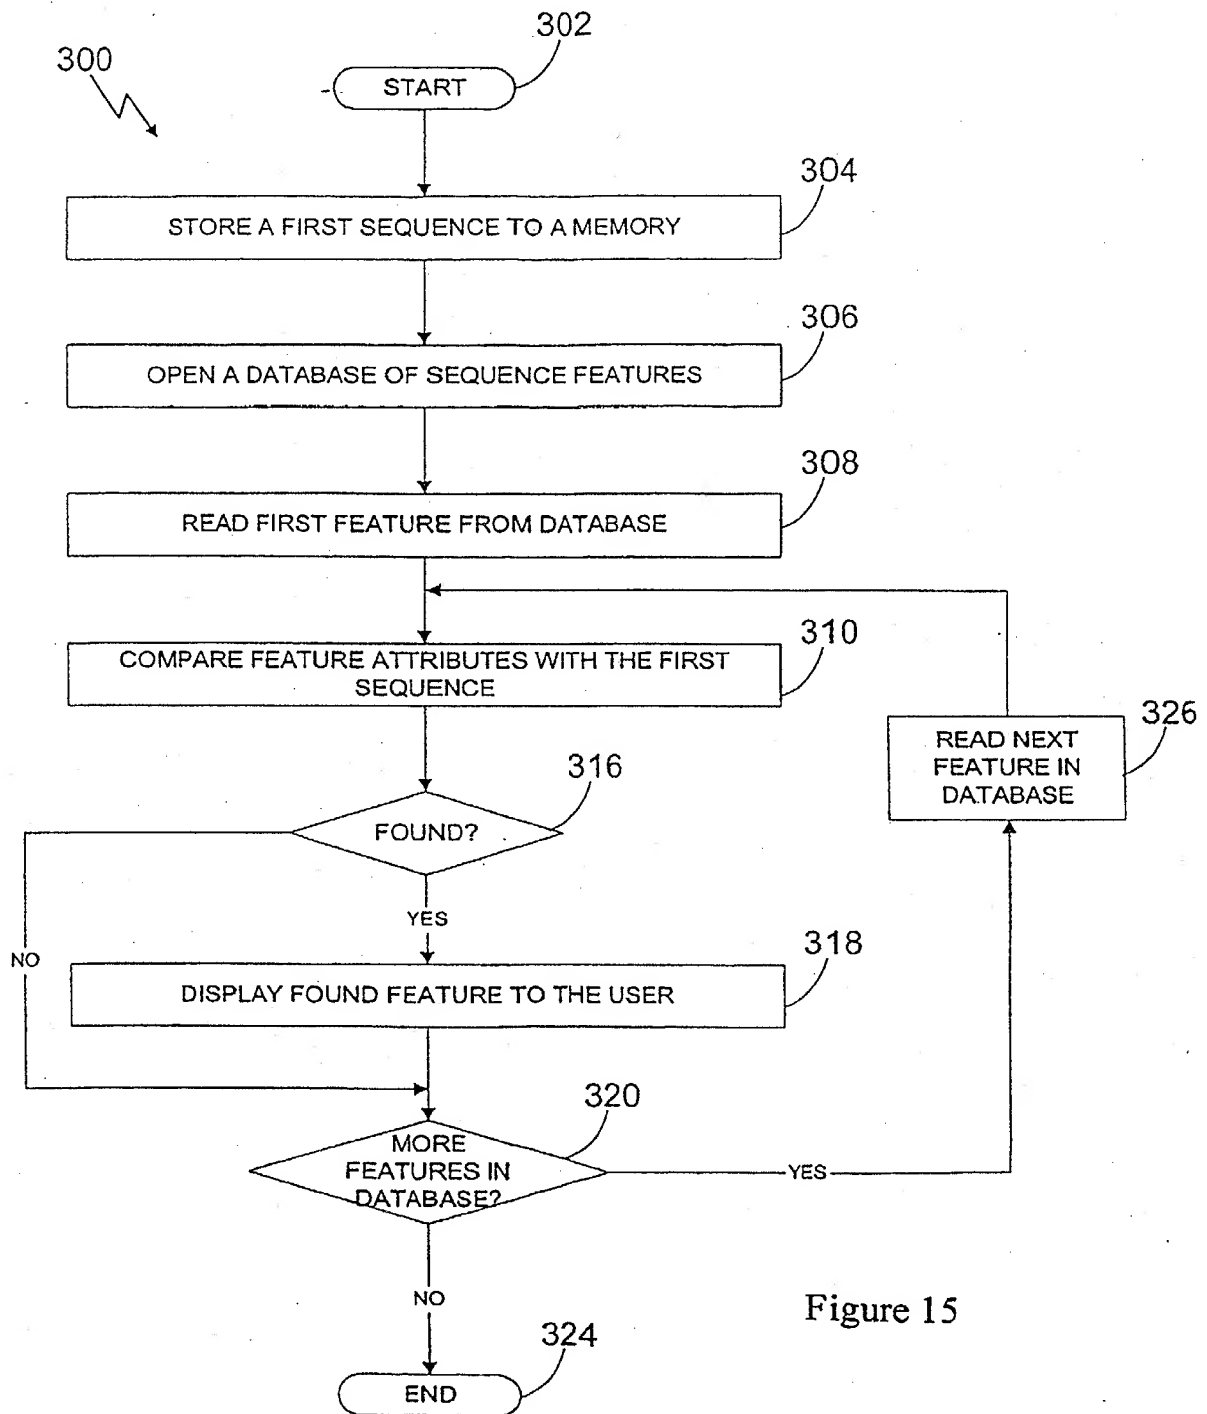 302
300
START
304
STORE A FIRST SEQUENCE TO A MEMORY
306
OPEN A DATABASE OF SEQUENCE FEATURES
308
READ FIRST FEATURE FROM DATABASE
310
COMPARE FEATURE ATTRIBUTES WITH THE FIRST
SEQUENCE
326
READ NEXT
FEATURE IN
DATABASE
316
FOUND?
YES
NO
318
DISPLAY FOUND FEATURE TO THE USER
320
MORE
FEATURES IN
DATABASE?
YES
NO
Figure 15
324
END